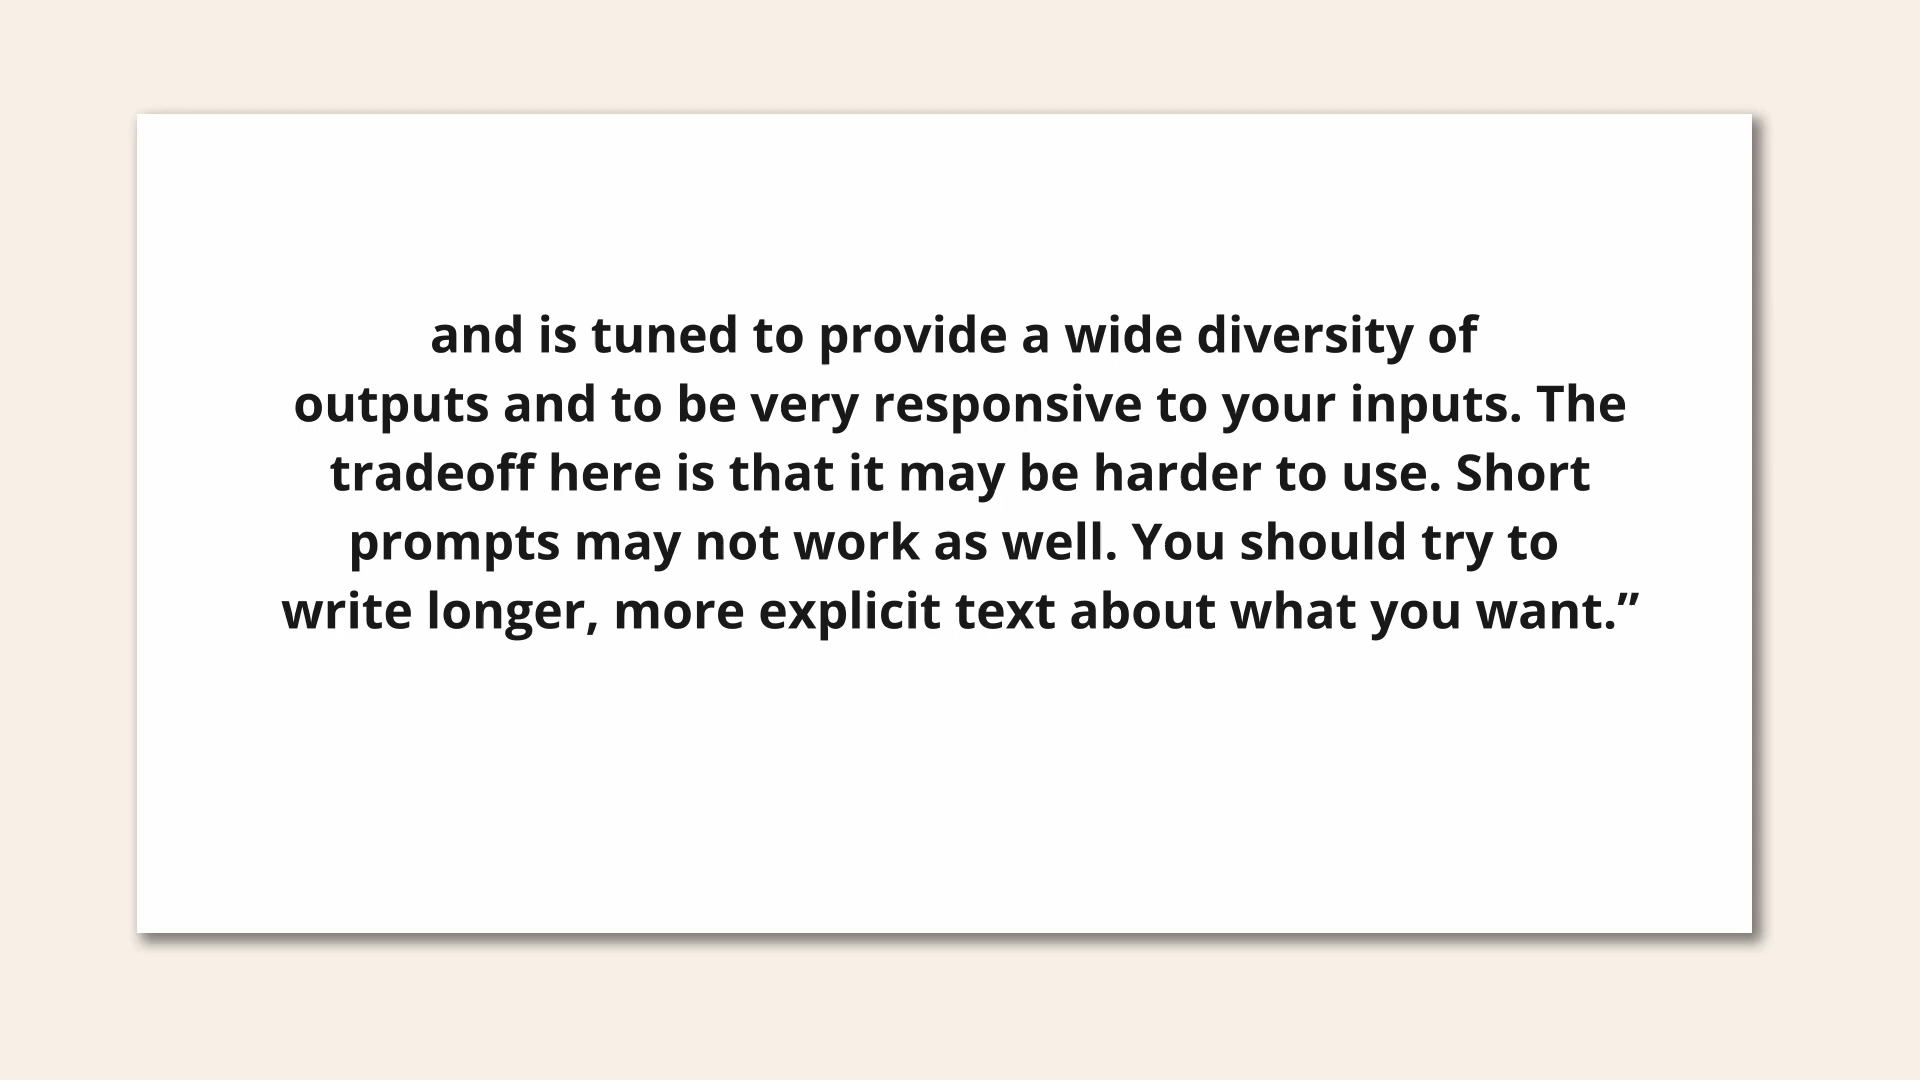 and is tuned to provide a wide diversity of
outputs and to be very responsive to your inputs. The
tradeoff here is that it may be harder to use. Short
prompts may not work as well. You should try to
write longer, more explicit text about what you want.”